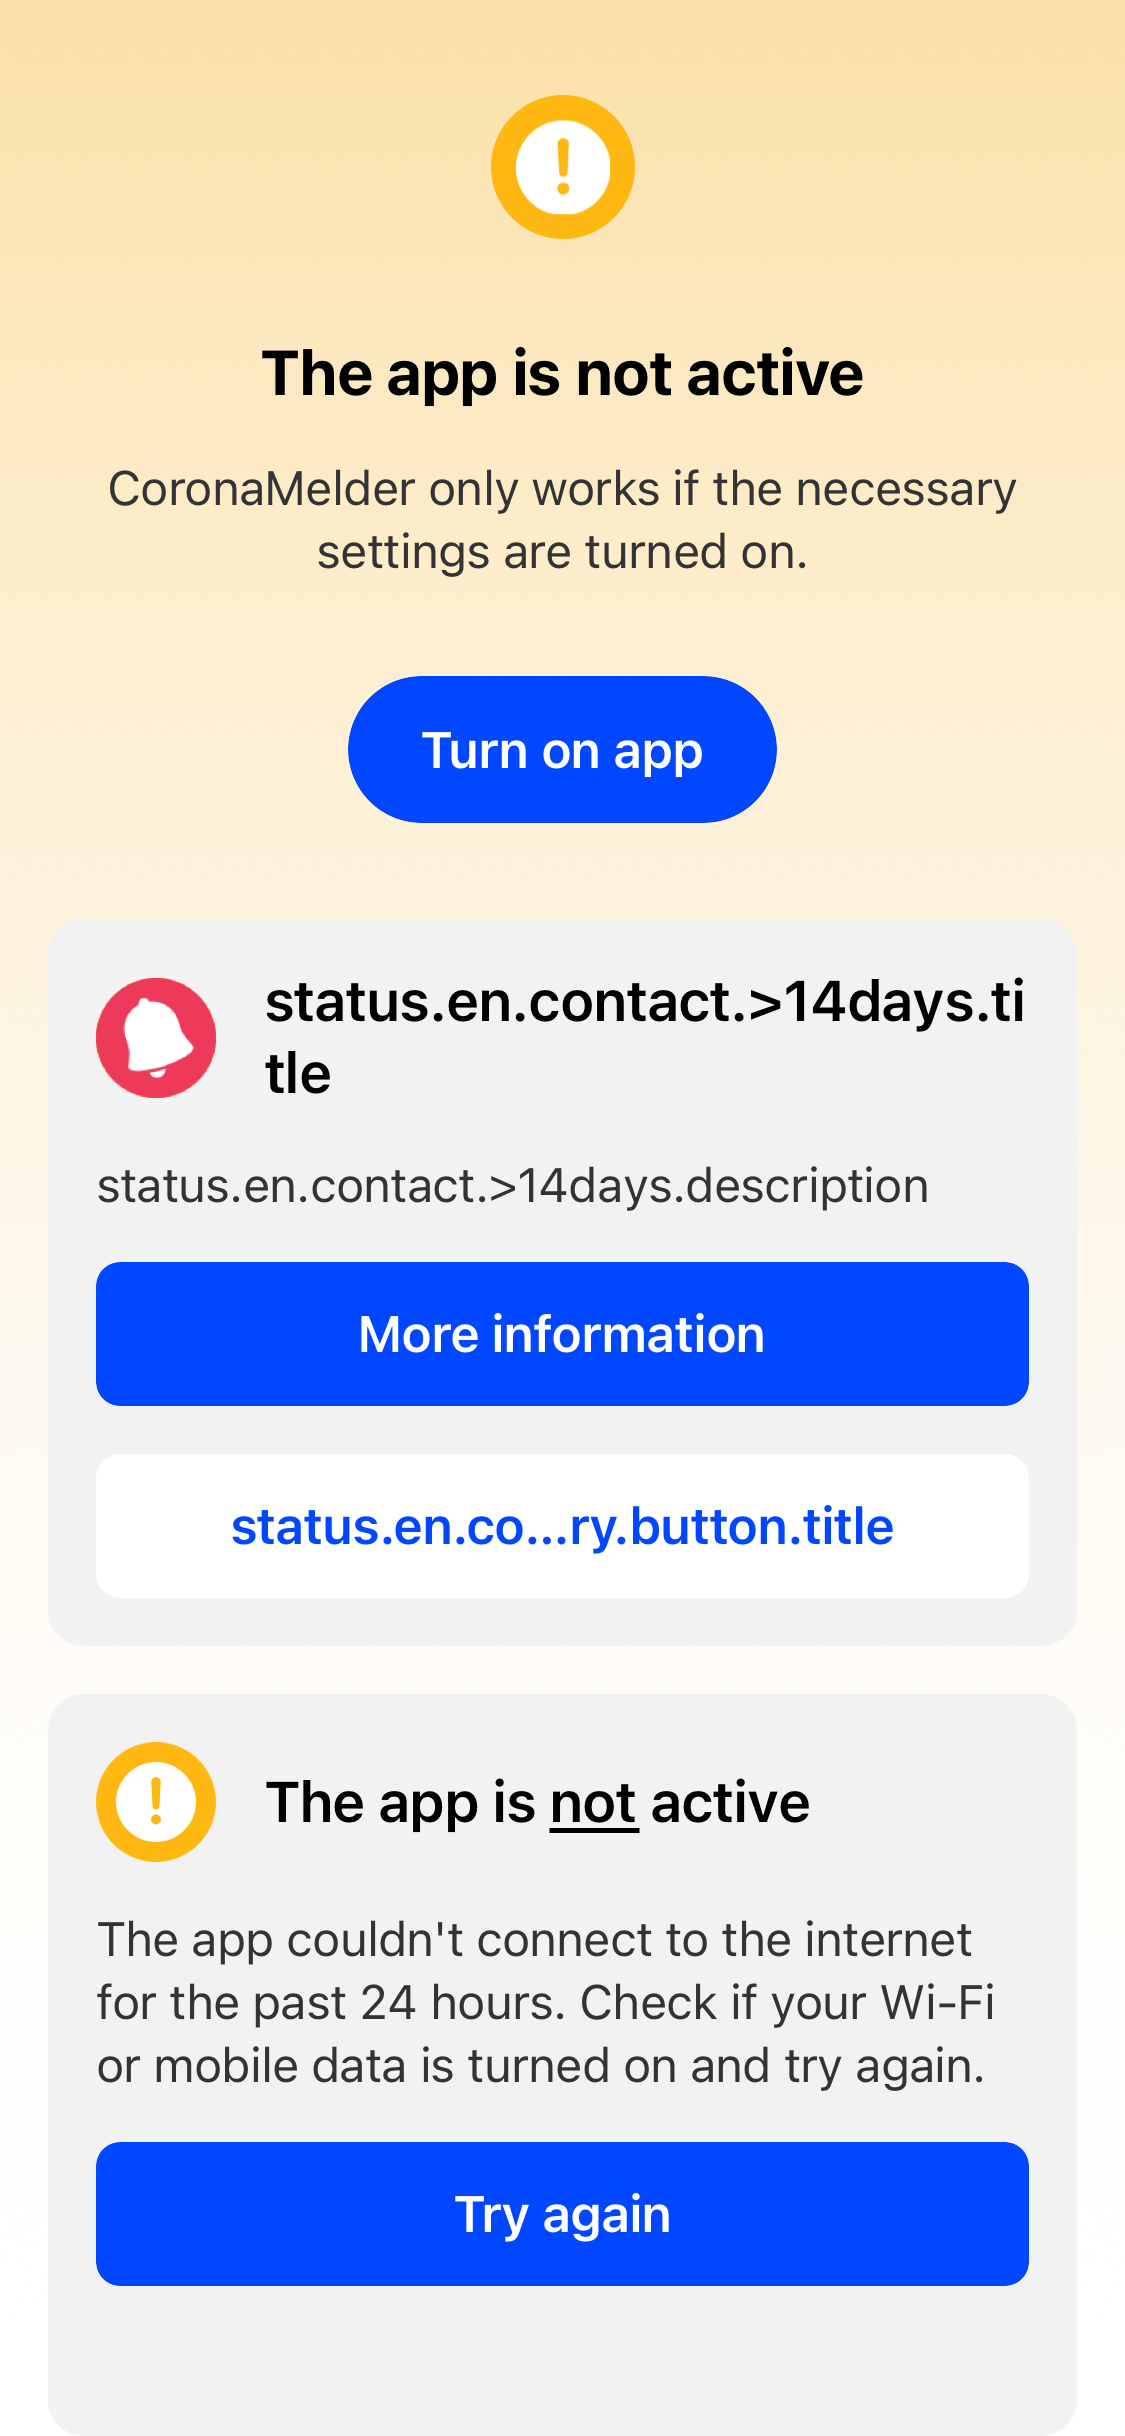 The app is not active
CoronaMelder only works if the necessary
settings are turned on.
Turn on app
status.en.contact.>14days.ti
tle
status.en.contact.>14days.description
More information
status.en.co...ry.button.title
The app is not active
The app couldn't connect to the internet
for the past 24 hours. Check if your Wi-Fi
or mobile data is turned on and try again.
Try again